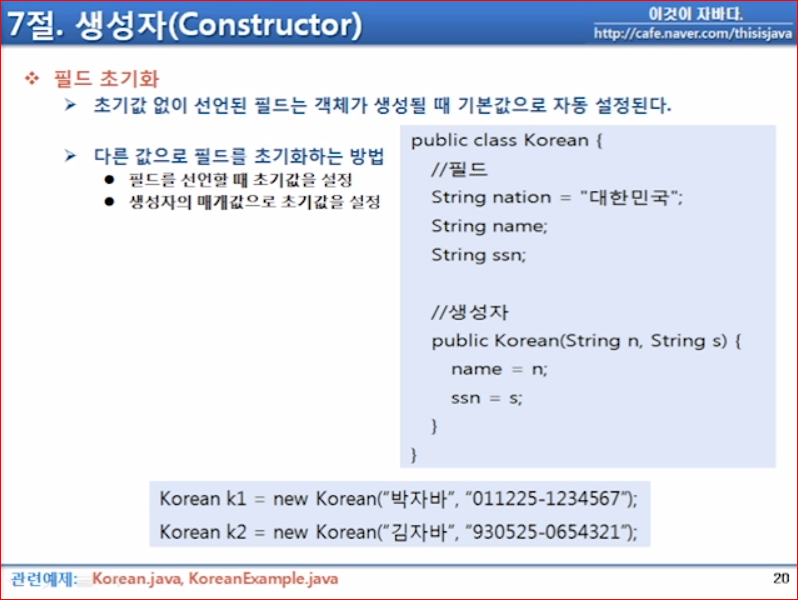 7절. 생성자(Constructor)
이것이 자바다.
http://cafe.naver.com/thisisjava
❖ 필드 초기화
➢ 초기값 없이 선언된 필드는 객체가 생성될 때 기본값으로 자동 설정된다.
➢ 다른 값으로 필드를 초기화하는 방법
● 필드를 선언할 때 초기값을 설정
● 생성자의 매개값으로 초기값을 설정
public class Korean {
//필드
String nation = "대한민국";
String name;
String ssn;
//생성자
public Korean(String n, String s) {
name = n;
ssn = s;
}
}
Korean k1 = new Korean(“박자바”, “011225-1234567”);
Korean k2 = new Korean(“김자바”, “930525-0654321”);
관련예제: Korean.java, KoreanExample.java
20